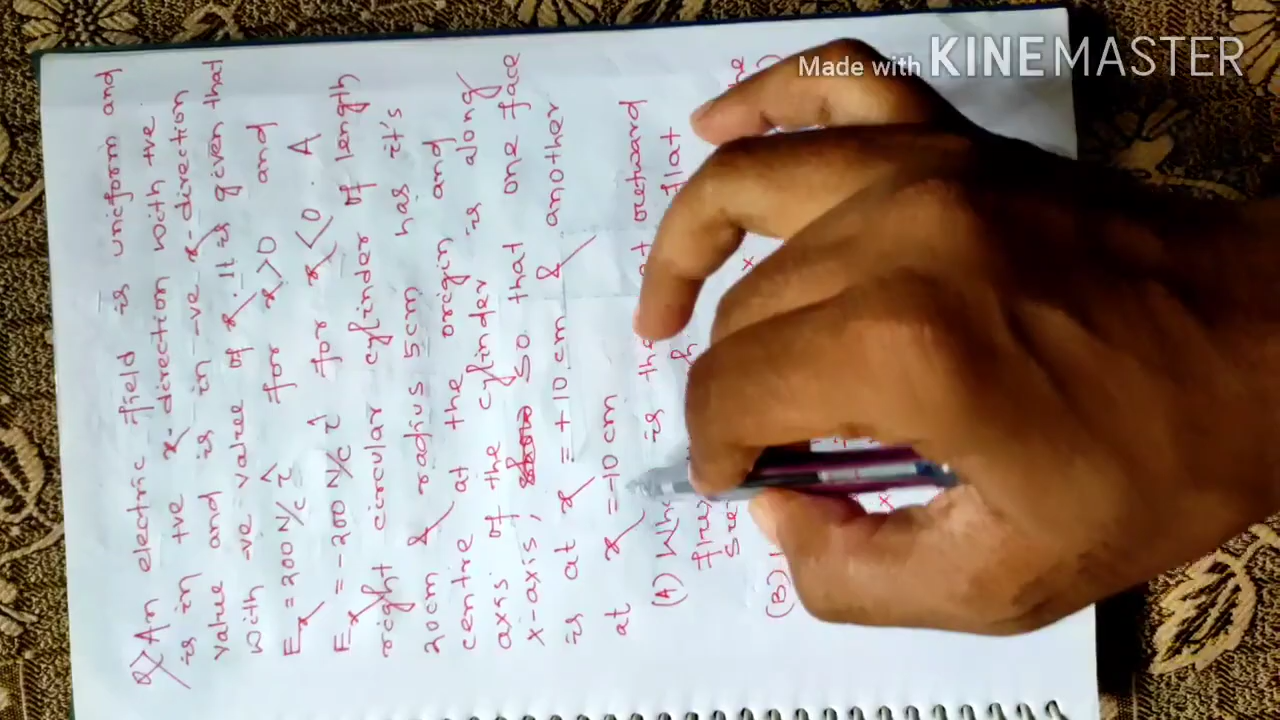 Made with KINEMASTER
Q> An electric field is uniform and
is in +ve x-direction with +ve
value and is in -ve x-direction
with -ve value of x. It is given that
Ex = 200 N/C î for x>0 and
Ex = -200 N/C î for x<0. A
right circular cylinder of length
20cm & radius 5cm has it's
centre at the origin and
axis of the cylinder is along
x-axis, so that one face
is at x = +10 cm & another
at x = -10 cm
(A) is outward
flat
(B)